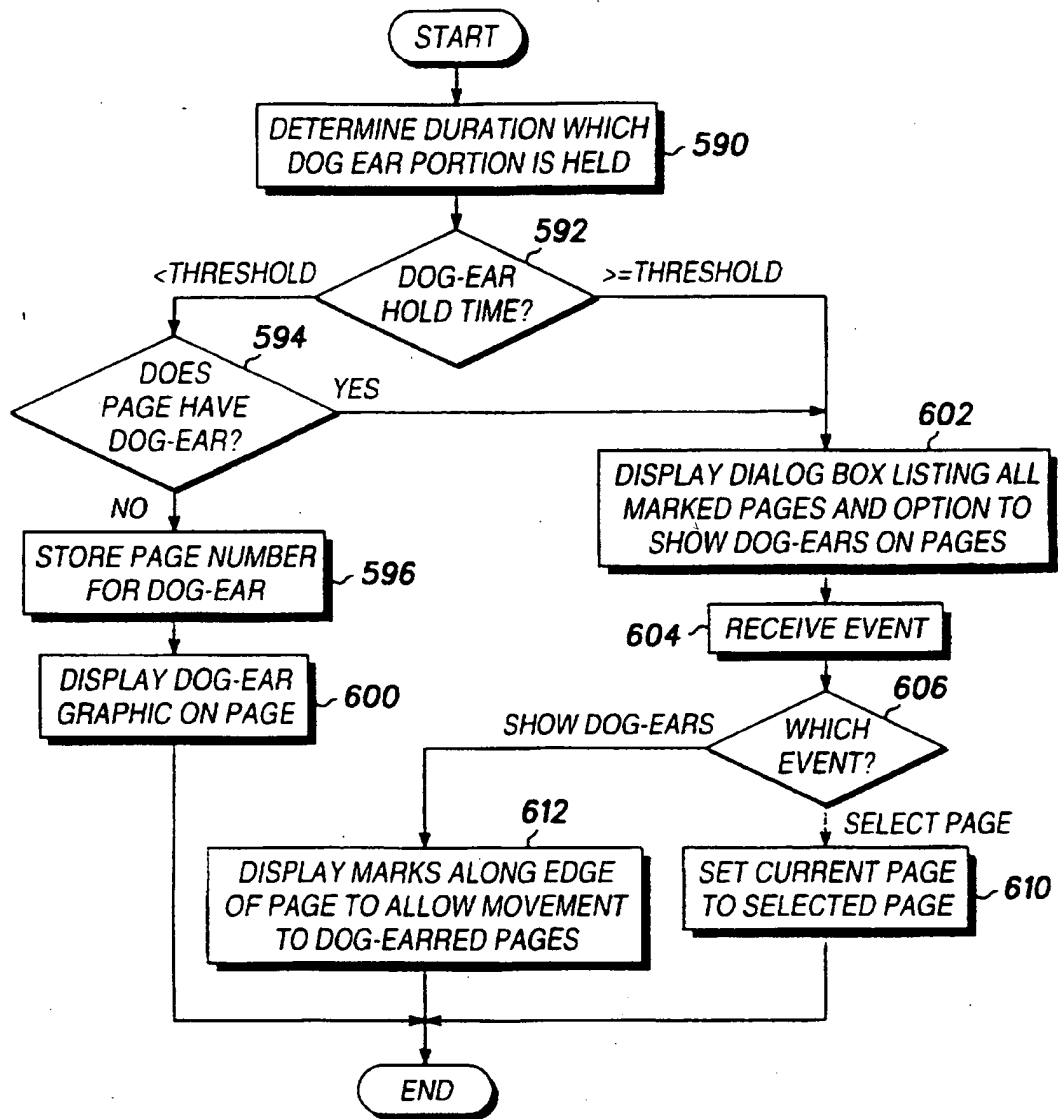 START
DETERMINE DURATION WHICH
DOG EAR PORTION IS HELD
590
592
<THRESHOLD
DOG-EAR
HOLD TIME?
>=THRESHOLD
594
DOES
PAGE HAVE
DOG-EAR?
YES
NO
602
DISPLAY DIALOG BOX LISTING ALL
MARKED PAGES AND OPTION TO
SHOW DOG-EARS ON PAGES
STORE PAGE NUMBER
FOR DOG-EAR
596
604
RECEIVE EVENT
DISPLAY DOG-EAR
GRAPHIC ON PAGE
600
606
SHOW DOG-EARS
WHICH
EVENT?
SELECT PAGE
612
DISPLAY MARKS ALONG EDGE
OF PAGE TO ALLOW MOVEMENT
TO DOG-EARRED PAGES
SET CURRENT PAGE
TO SELECTED PAGE
610
END